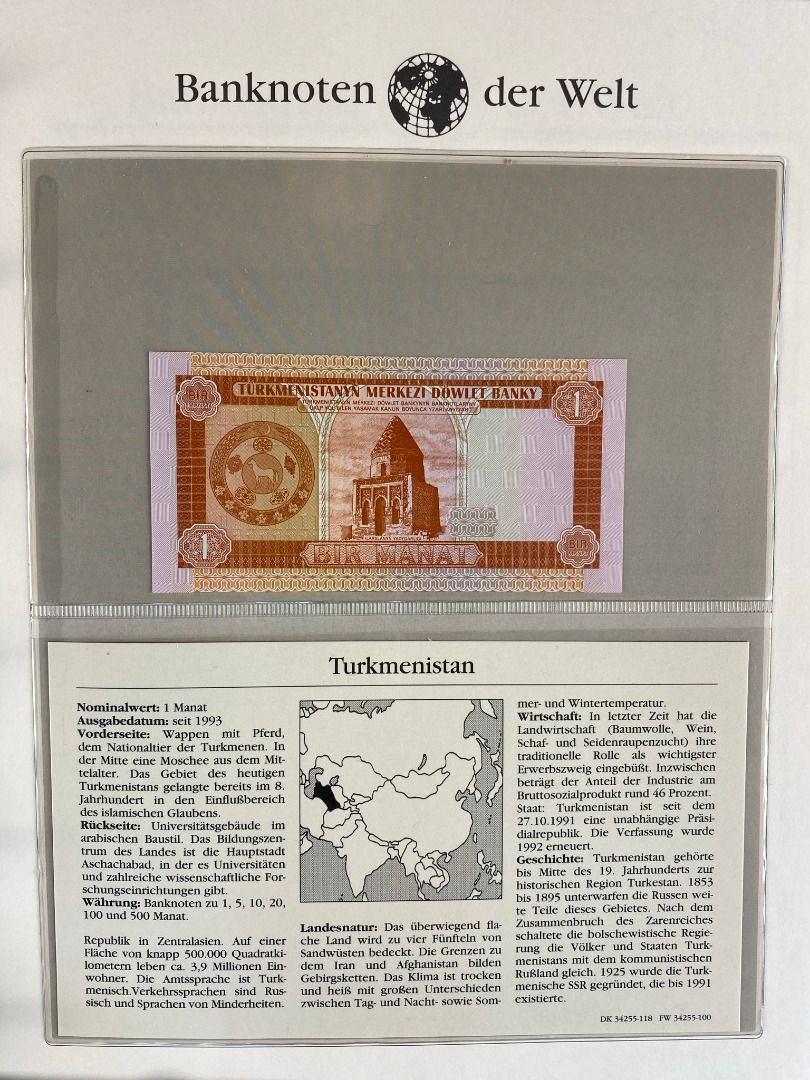 Banknoten der Welt
TÜRKMENISTANYŇ MERKEZI DÖWLET BANKY
BIR
MANAT
1
1
BIR MANAT
BIR
MANAT
Turkmenistan
Nominalwert: 1 Manat
Ausgabedatum: seit 1993
Vorderseite: Wappen mit Pferd,
dem Nationaltier der Turkmenen. In
der Mitte eine Moschee aus dem Mit-
telalter. Das Gebiet des heutigen
Turkmenistans gelangte bereits im 8.
Jahrhundert in den Einflußbereich
des islamischen Glaubens.
Rückseite: Universitätsgebäude im
arabischen Baustil. Das Bildungszen-
trum des Landes ist die Hauptstadt
Aschachabad, in der es Universitäten
und zahlreiche wissenschaftliche For-
schungseinrichtungen gibt.
Währung: Banknoten zu 1, 5, 10, 20,
100 und 500 Manat.
Republik in Zentralasien. Auf einer
Fläche von knapp 500.000 Quadratki-
lometern leben ca. 3,9 Millionen Ein-
wohner. Die Amtssprache ist Turk-
menisch.Verkehrssprachen sind Rus-
sisch und Sprachen von Minderheiten.
Landesnatur: Das überwiegend fla-
che Land wird zu vier Fünfteln von
Sandwüsten bedeckt. Die Grenzen zu
dem Iran und Afghanistan bilden
Gebirgsketten. Das Klima ist trocken
und heiß mit großen Unterschieden
zwischen Tag- und Nacht- sowie Som-
mer- und Wintertemperatur.
Wirtschaft: In letzter Zeit hat die
Landwirtschaft (Baumwolle, Wein,
Schaf- und Seidenraupenzucht) ihre
traditionelle Rolle als wichtigster
Erwerbszweig eingebüßt. Inzwischen
beträgt der Anteil der Industrie am
Bruttosozialprodukt rund 46 Prozent.
Staat: Turkmenistan ist seit dem
27.10.1991 eine unabhängige Präsi-
dialrepublik. Die Verfassung wurde
1992 erneuert.
Geschichte: Turkmenistan gehörte
bis Mitte des 19. Jahrhunderts zur
historischen Region Turkestan. 1853
bis 1895 unterwarfen die Russen wei-
te Teile dieses Gebietes. Nach dem
Zusammenbruch des Zarenreiches
schaltete die bolschewistische Regie-
rung die Völker und Staaten Turk-
menistans mit dem kommunistischen
Rußland gleich. 1925 wurde die Turk-
menische SSR gegründet, die bis 1991
existierte.
DK 34255-118 FW 34255-100